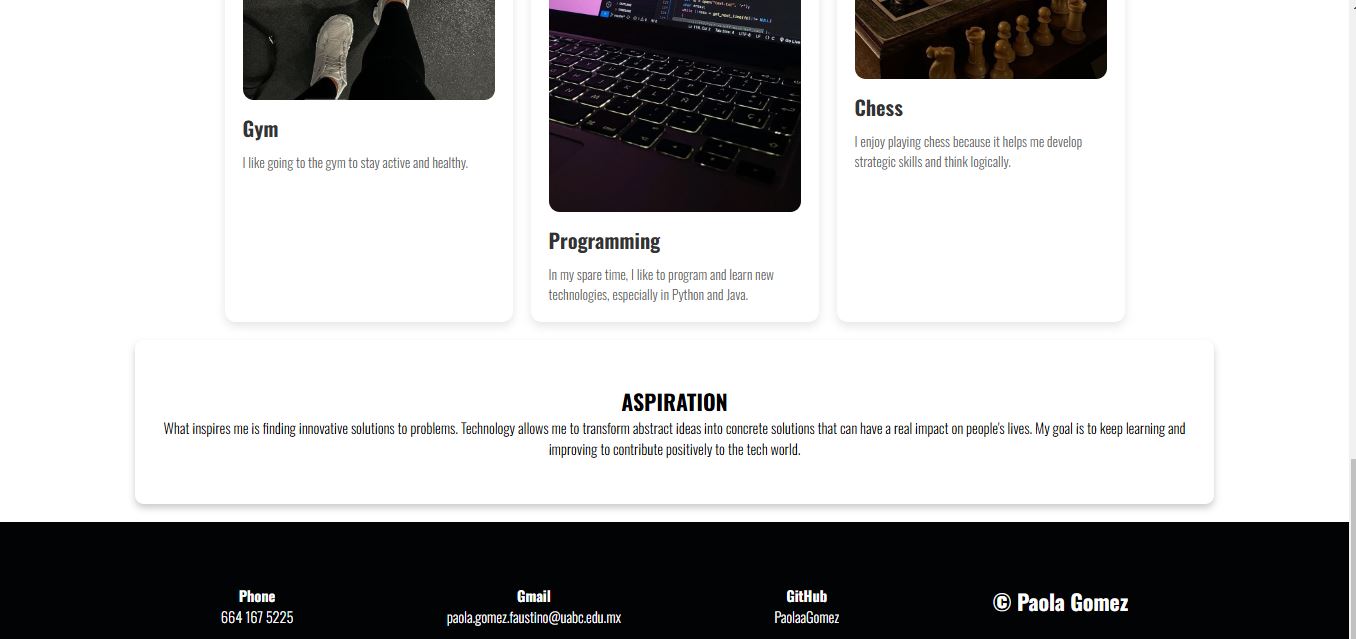 Gym
I like going to the gym to stay active and healthy.
Programming
In my spare time, I like to program and learn new
technologies, especially in Python and Java.
Chess
I enjoy playing chess because it helps me develop
strategic skills and think logically.
ASPIRATION
What inspires me is finding innovative solutions to problems. Technology allows me to transform abstract ideas into concrete solutions that can have a real impact on people's lives. My goal is to keep learning and
improving to contribute positively to the tech world.
Phone
664 167 5225
Gmail
paola.gomez.faustino@uabc.edu.mx
GitHub
PaolaaGomez
© Paola Gomez